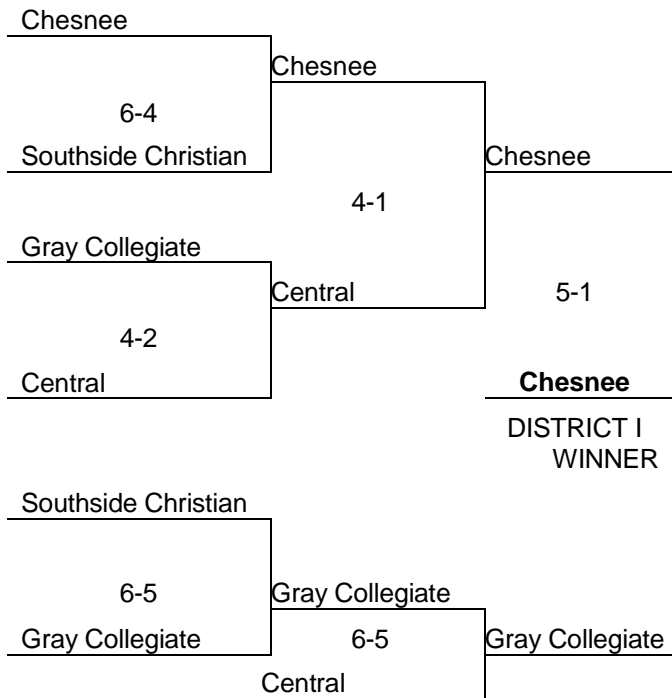 Chesnee
Chesnee
6-4
Southside Christian
Chesnee
4-1
Gray Collegiate
Central
5-1
4-2
Central
Chesnee
DISTRICT I
WINNER
Southside Christian
6-5
Gray Collegiate
Gray Collegiate
6-5
Gray Collegiate
Central